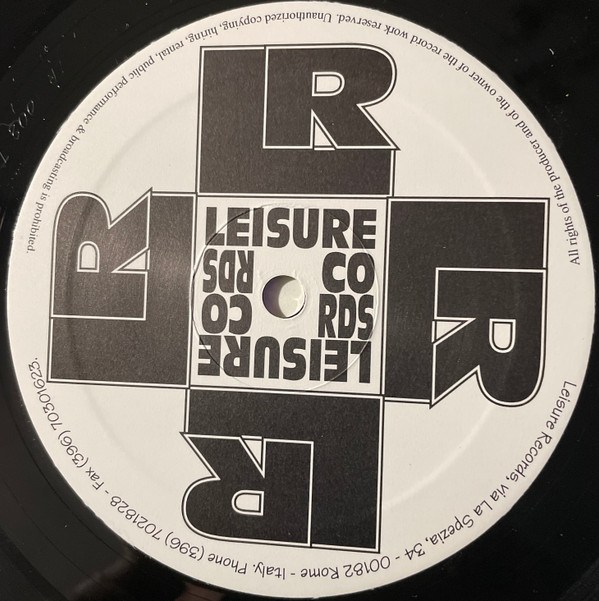 All rights of the producer and of the owner of the record work reserved. Unauthorized copying, hiring, rental, public performance & broadcasting is prohibited.
LR
LR
LR
LR
LEISURE
CO
RDS
LEISURE
CO
RDS
Leisure Records, via La Spezia, 34 - 00182 Rome - Italy. Phone (396) 7021828 - Fax (396) 70301623.